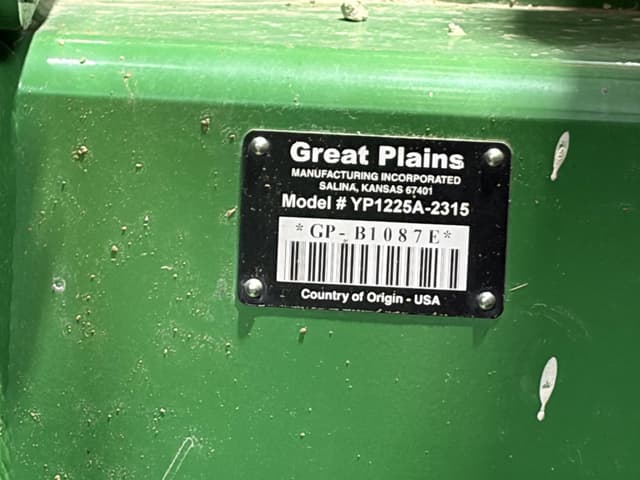 Great Plains
MANUFACTURING INCORPORATED
SALINA, KANSAS 67401
Model # YP1225A-2315
*GP-B1087E*
Country of Origin - USA